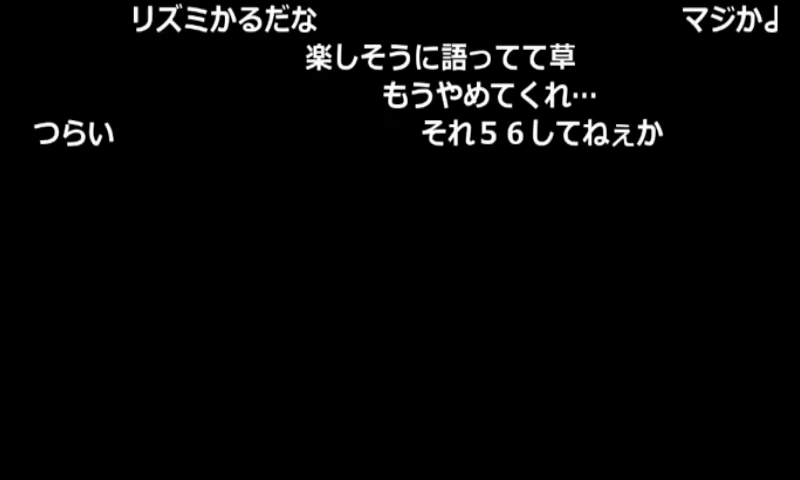 リズミかるだな
マジか♩
楽しそうに語ってて草
もうやめてくれ…
つらい
それ５６してねぇか